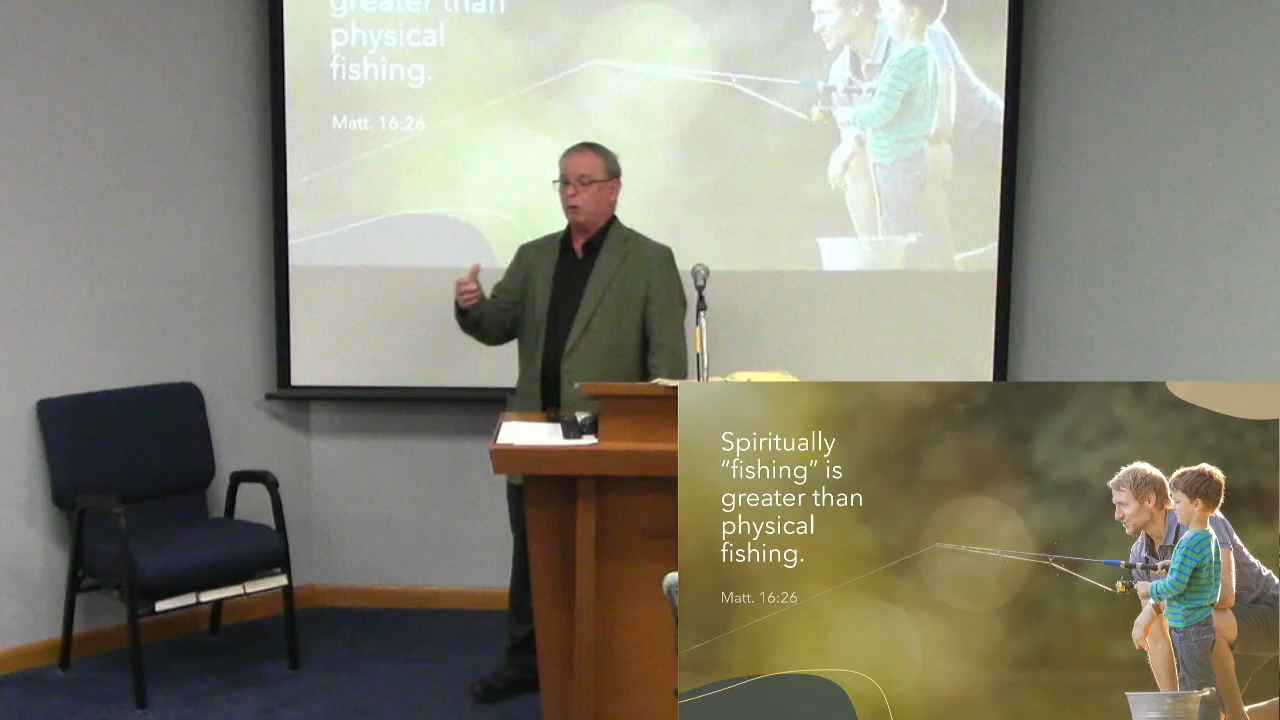 greater than
physical
fishing.
Matt. 16:26
Spiritually
“fishing” is
greater than
physical
fishing.
Matt. 16:26